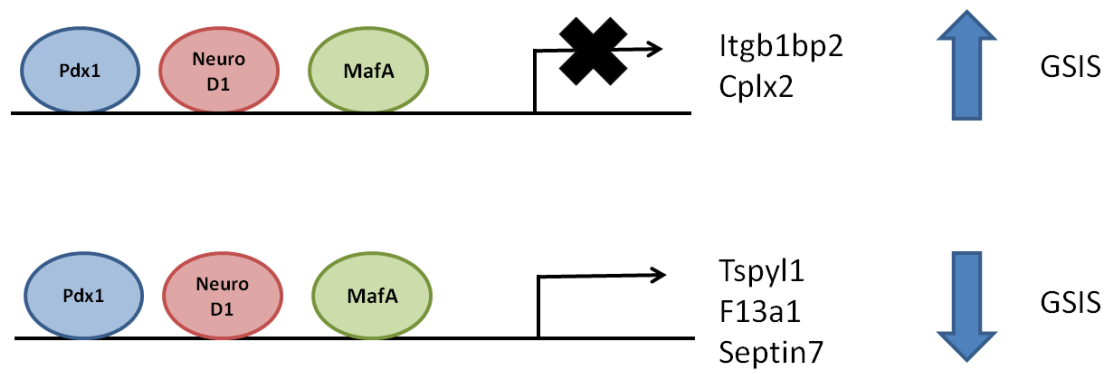 Pdx1
Neuro
D1
MafA
Itgb1bp2
Cplx2
GSIS
Pdx1
Neuro
D1
MafA
Tspyl1
F13a1
Septin7
GSIS